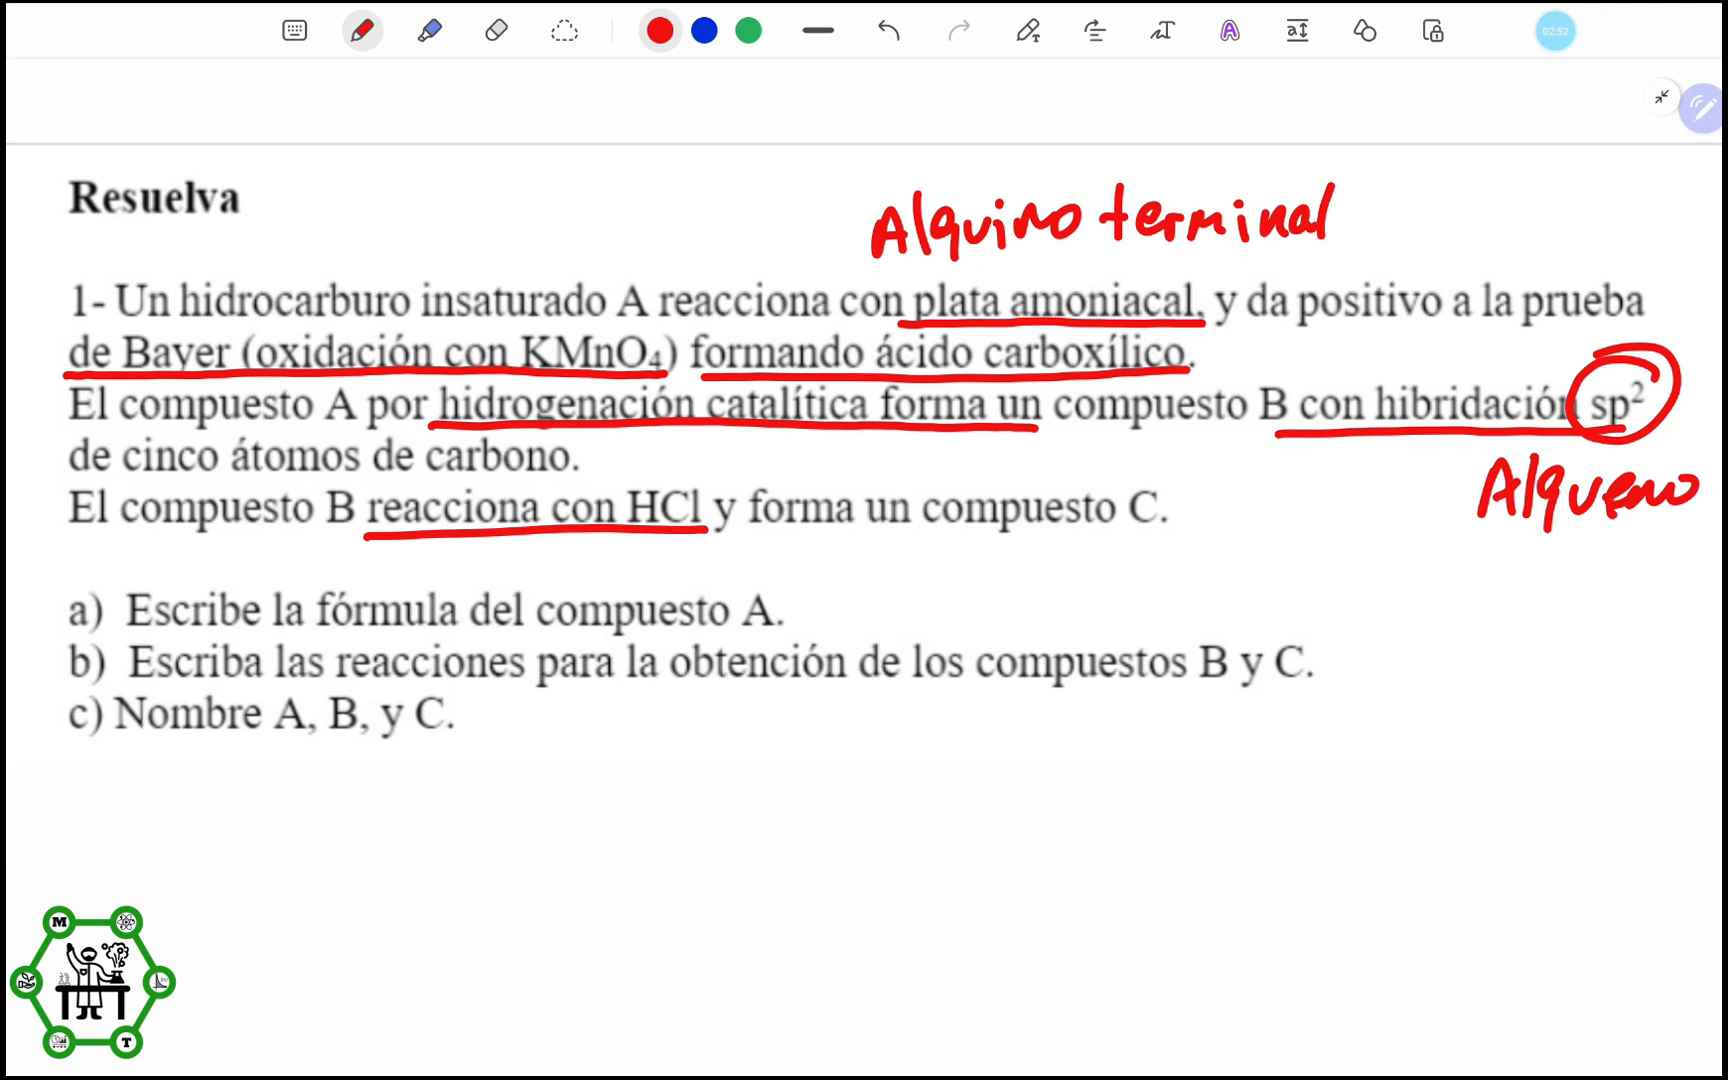 02:52
Resuelva
Alquino terminal
1- Un hidrocarburo insaturado A reacciona con plata amoniacal, y da positivo a la prueba
de Bayer (oxidación con KMnO₄) formando ácido carboxílico.
El compuesto A por hidrogenación catalítica forma un compuesto B con hibridación sp²
de cinco átomos de carbono.
Alqueno
El compuesto B reacciona con HCl y forma un compuesto C.
a) Escribe la fórmula del compuesto A.
b) Escriba las reacciones para la obtención de los compuestos B y C.
c) Nombre A, B, y C.
M
T